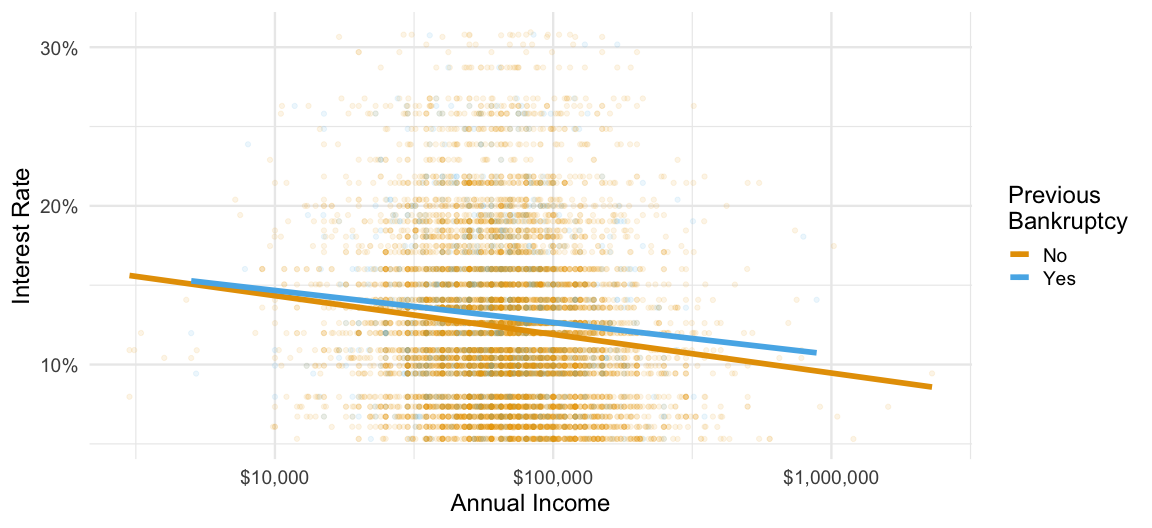 30%
20%
10%
Interest Rate
$10,000
$100,000
$1,000,000
Annual Income
Previous
Bankruptcy
No
Yes